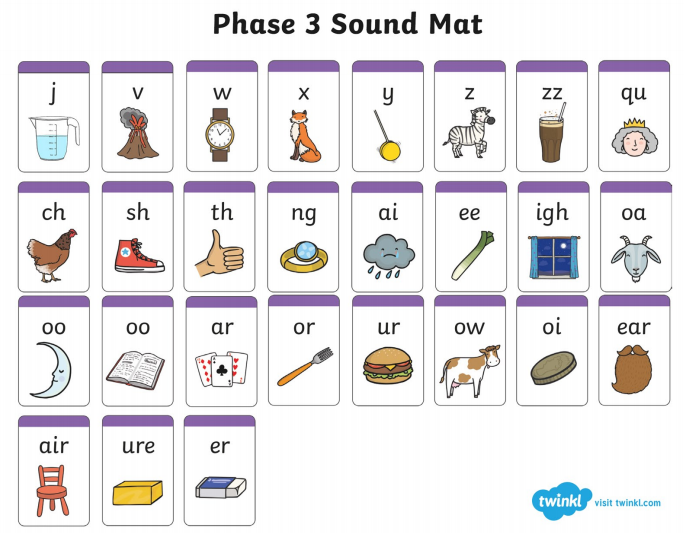 Phase 3 Sound Mat
j v w x y z zz qu
ch sh th ng ai ee igh oa
oo oo ar or ur ow oi ear
air ure er
twinkl visit twinkl.com